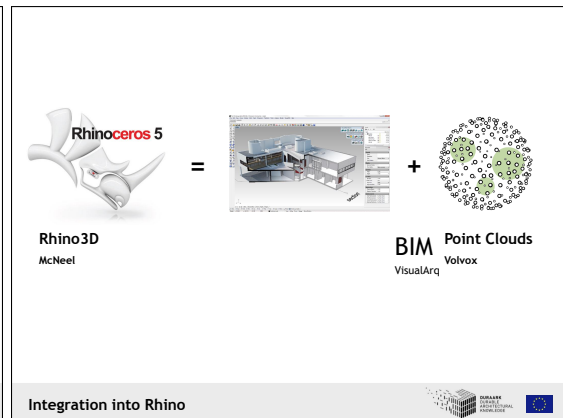 Rhinoceros 5
=
+
Rhino3D
McNeel
BIM
VisualArq
Point Clouds
Volvox
Integration into Rhino
DURAARK
DURABLE
ARCHITECTURAL
KNOWLEDGE